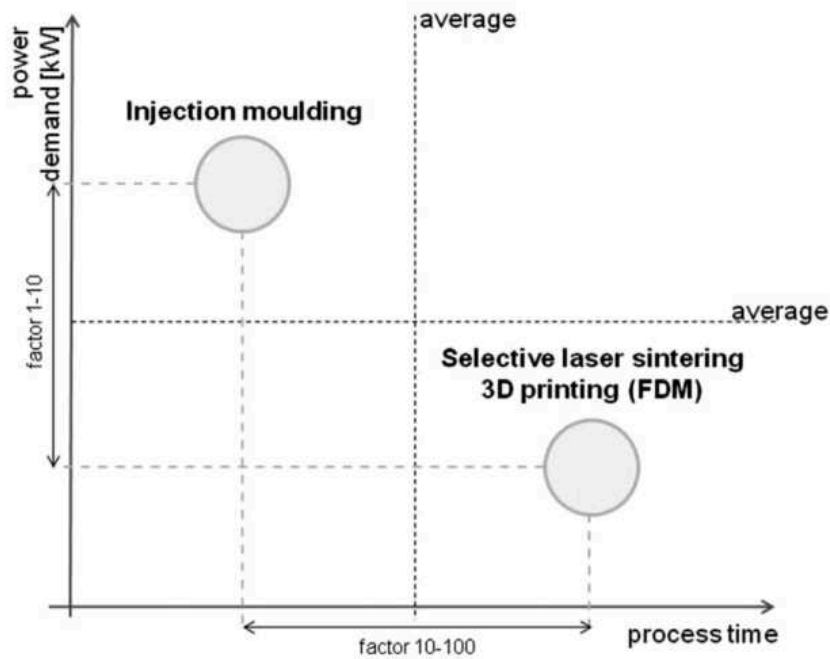 average
power
demand [kW]
Injection moulding
factor 1-10
average
Selective laser sintering
3D printing (FDM)
process time
factor 10-100